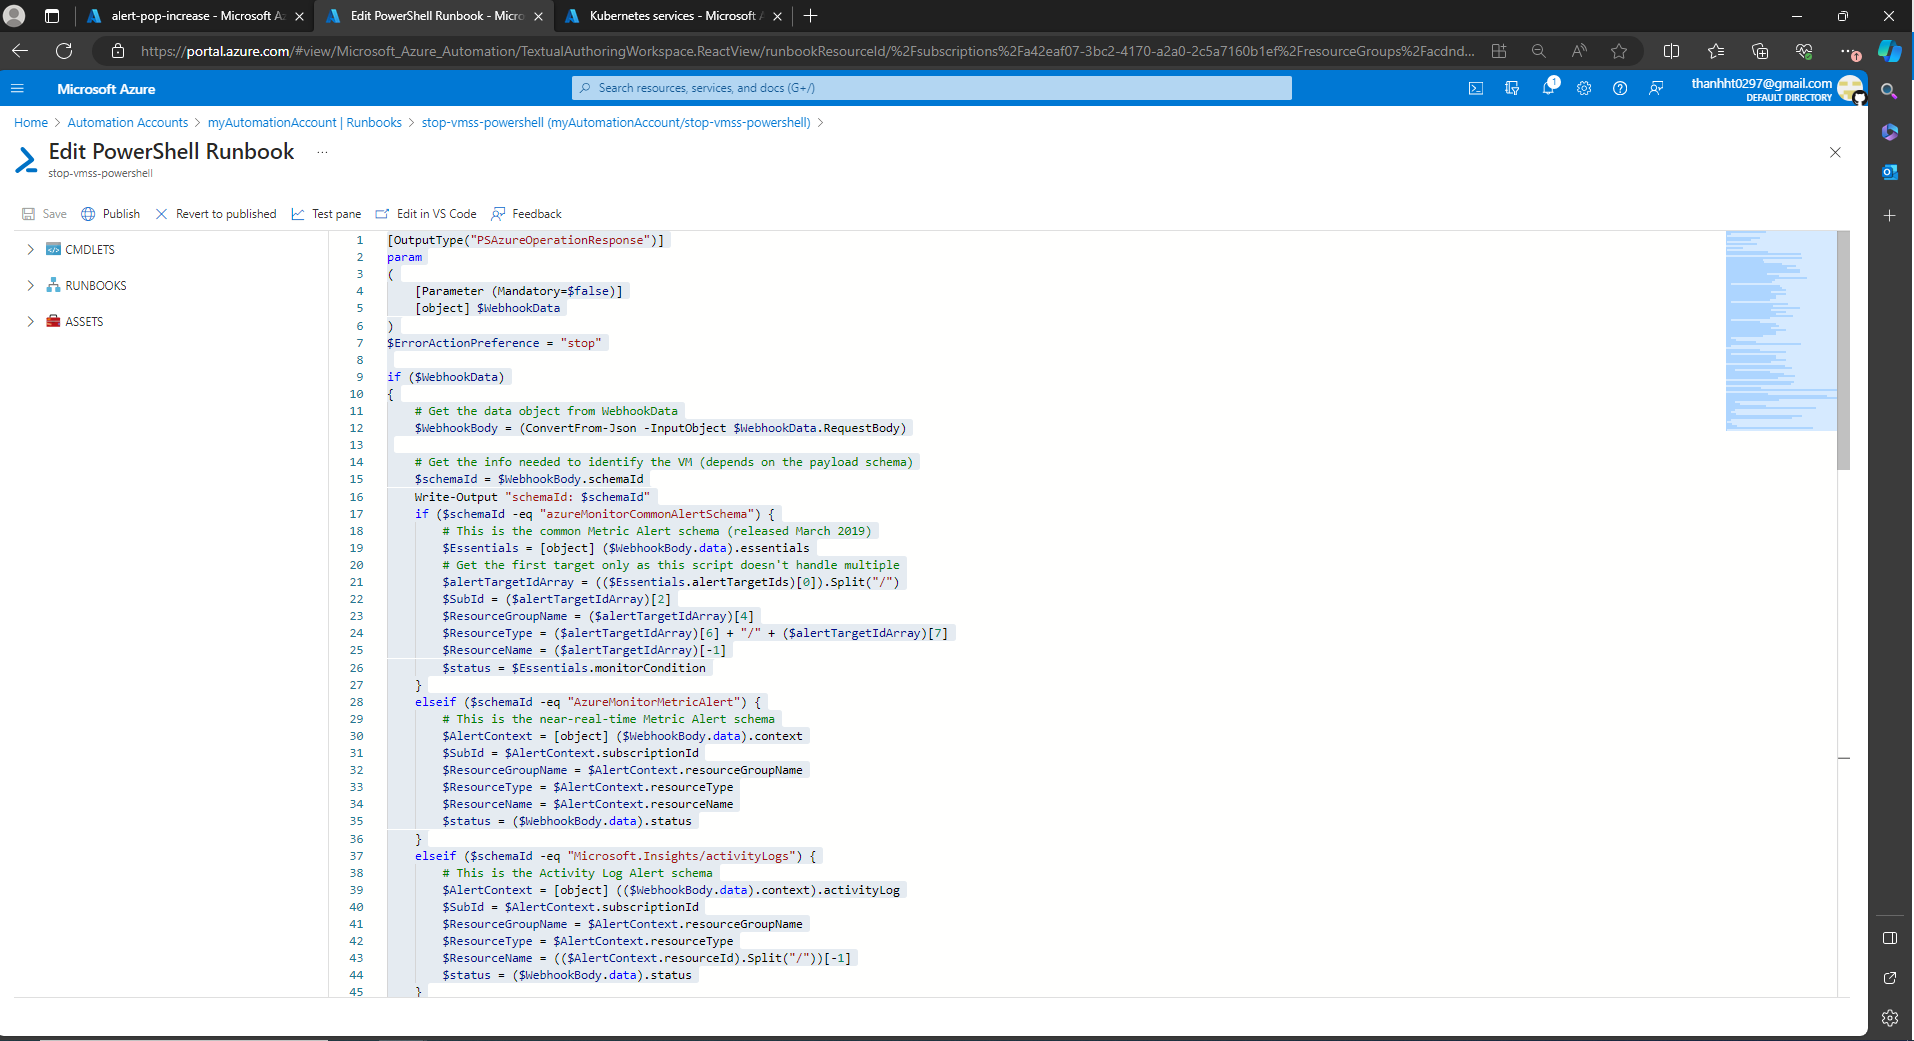 alert-pop-increase - Microsoft Az
Edit PowerShell Runbook - Micro
Kubernetes services - Microsoft A
https://portal.azure.com/#view/Microsoft_Azure_Automation/TextualAuthoringWorkspace.ReactView/runbookResourceId/%2Fsubscriptions%2Fa42eaf07-3bc2-4170-a2a0-2c5a7160b1ef%2FresourceGroups%2Facdnd...
Microsoft Azure
Search resources, services, and docs (G+/)
1
thanhht0297@gmail.com
DEFAULT DIRECTORY
Home > Automation Accounts > myAutomationAccount | Runbooks > stop-vmss-powershell (myAutomationAccount/stop-vmss-powershell) >
Edit PowerShell Runbook ...
stop-vmss-powershell
Save Publish Revert to published Test pane Edit in VS Code Feedback
CMDLETS
RUNBOOKS
ASSETS
1 [OutputType("PSAzureOperationResponse")]
2 param
3 (
4 [Parameter (Mandatory=$false)]
5 [object] $WebhookData
6 )
7 $ErrorActionPreference = "stop"
8
9 if ($WebhookData)
10 {
11 # Get the data object from WebhookData
12 $WebhookBody = (ConvertFrom-Json -InputObject $WebhookData.RequestBody)
13
14 # Get the info needed to identify the VM (depends on the payload schema)
15 $schemaId = $WebhookBody.schemaId
16 Write-Output "schemaId: $schemaId"
17 if ($schemaId -eq "azureMonitorCommonAlertSchema") {
18 # This is the common Metric Alert schema (released March 2019)
19 $Essentials = [object] ($WebhookBody.data).essentials
20 # Get the first target only as this script doesn't handle multiple
21 $alertTargetIdArray = (($Essentials.alertTargetIds)[0]).Split("/")
22 $SubId = ($alertTargetIdArray)[2]
23 $ResourceGroupName = ($alertTargetIdArray)[4]
24 $ResourceType = ($alertTargetIdArray)[6] + "/" + ($alertTargetIdArray)[7]
25 $ResourceName = ($alertTargetIdArray)[-1]
26 $status = $Essentials.monitorCondition
27 }
28 elseif ($schemaId -eq "AzureMonitorMetricAlert") {
29 # This is the near-real-time Metric Alert schema
30 $AlertContext = [object] ($WebhookBody.data).context
31 $SubId = $AlertContext.subscriptionId
32 $ResourceGroupName = $AlertContext.resourceGroupName
33 $ResourceType = $AlertContext.resourceType
34 $ResourceName = $AlertContext.resourceName
35 $status = ($WebhookBody.data).status
36 }
37 elseif ($schemaId -eq "Microsoft.Insights/activityLogs") {
38 # This is the Activity Log Alert schema
39 $AlertContext = [object] (($WebhookBody.data).context).activityLog
40 $SubId = $AlertContext.subscriptionId
41 $ResourceGroupName = $AlertContext.resourceGroupName
42 $ResourceType = $AlertContext.resourceType
43 $ResourceName = (($AlertContext.resourceId).Split("/"))[-1]
44 $status = ($WebhookBody.data).status
45 }